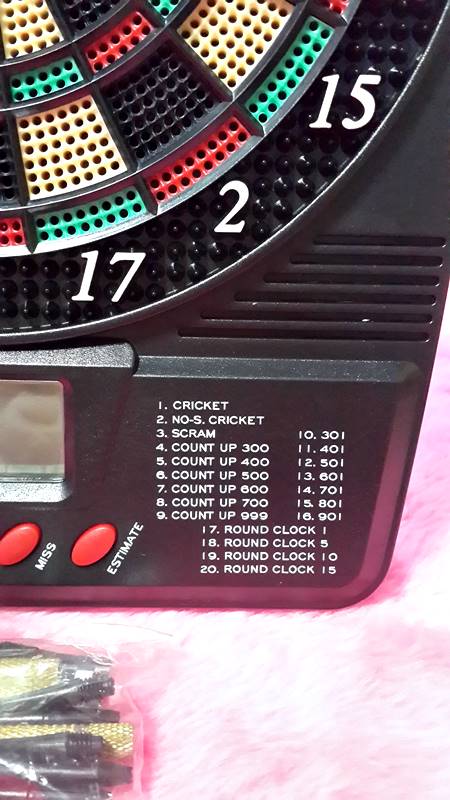 15
2
17
1. CRICKET
2. NO-S. CRICKET
3. SCRAM 10. 301
4. COUNT UP 300 11. 401
5. COUNT UP 400 12. 501
6. COUNT UP 500 13. 601
7. COUNT UP 600 14. 701
8. COUNT UP 700 15. 801
9. COUNT UP 999 16. 901
17. ROUND CLOCK 1
18. ROUND CLOCK 5
19. ROUND CLOCK 10
20. ROUND CLOCK 15
MISS
ESTIMATE